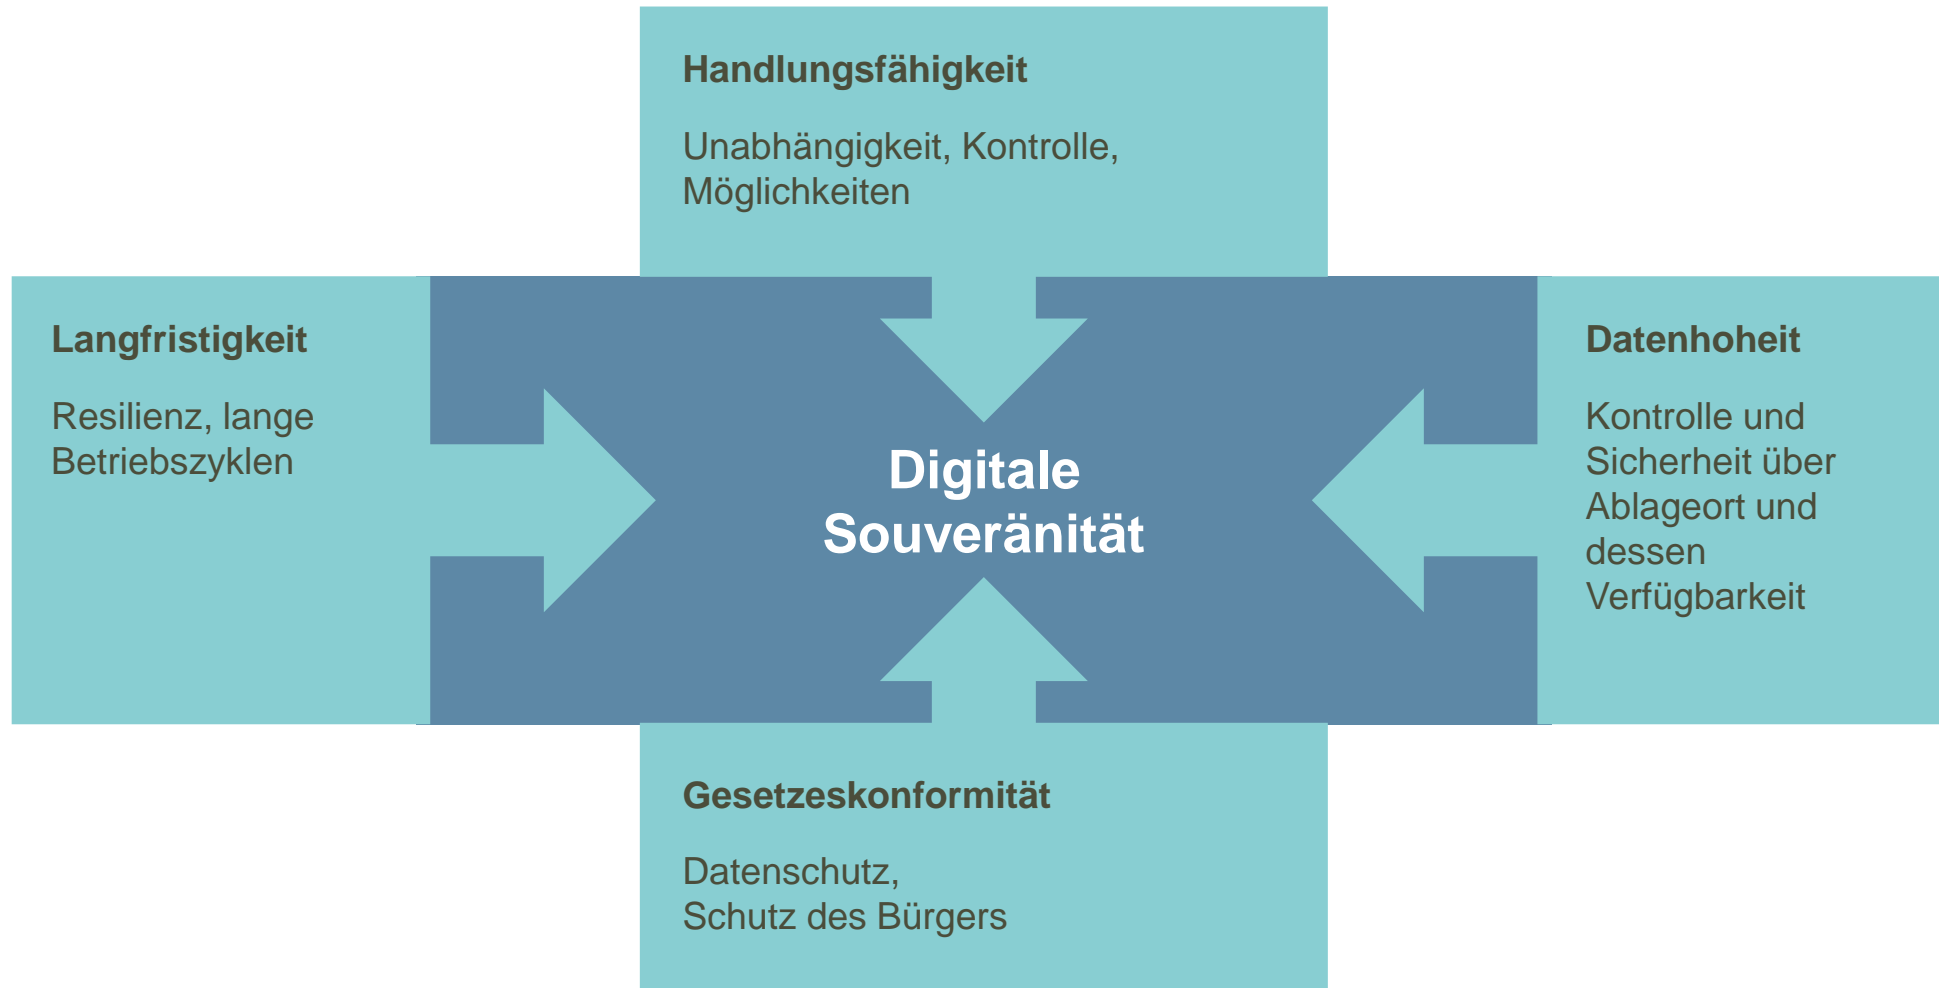 Handlungsfähigkeit
Unabhängigkeit, Kontrolle,
Möglichkeiten
Langfristigkeit
Resilienz, lange
Betriebszyklen
Digitale
Souveränität
Datenhoheit
Kontrolle und
Sicherheit über
Ablageort und
dessen
Verfügbarkeit
Gesetzeskonformität
Datenschutz,
Schutz des Bürgers